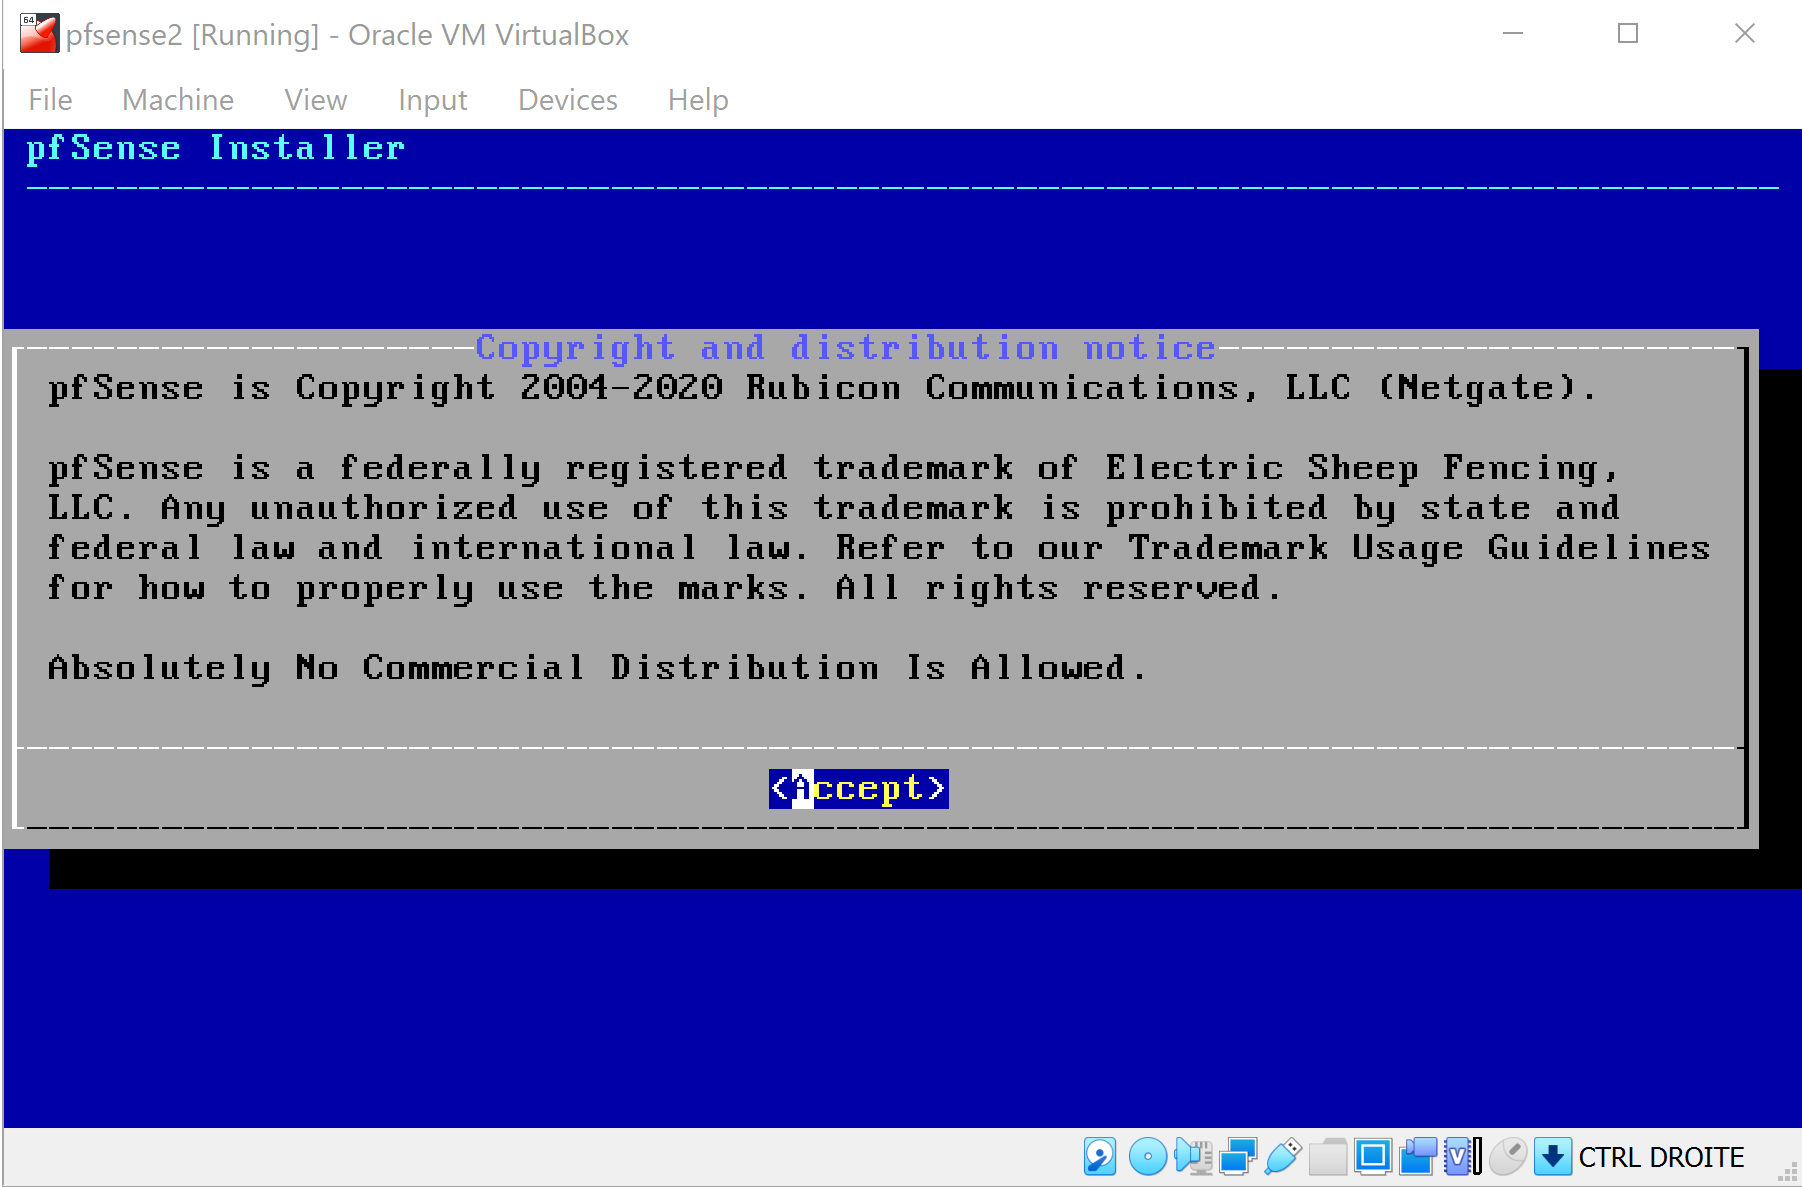 64
pfsense2 [Running] - Oracle VM VirtualBox
File Machine View Input Devices Help
pfSense Installer
Copyright and distribution notice
pfSense is Copyright 2004-2020 Rubicon Communications, LLC (Netgate).
pfSense is a federally registered trademark of Electric Sheep Fencing,
LLC. Any unauthorized use of this trademark is prohibited by state and
federal law and international law. Refer to our Trademark Usage Guidelines
for how to properly use the marks. All rights reserved.
Absolutely No Commercial Distribution Is Allowed.
<Accept>
V
CTRL DROITE